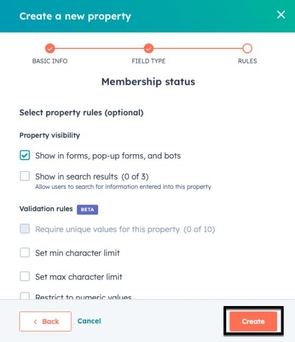 Create a new property
BASIC INFO
FIELD TYPE
RULES
Membership status
Select property rules (optional)
Property visibility
Show in forms, pop-up forms, and bots
Show in search results (0 of 3)
Allow users to search for information entered into this property
Validation rules BETA
Require unique values for this property (0 of 10)
Set min character limit
Set max character limit
Restrict to numeric values
Back
Cancel
Create